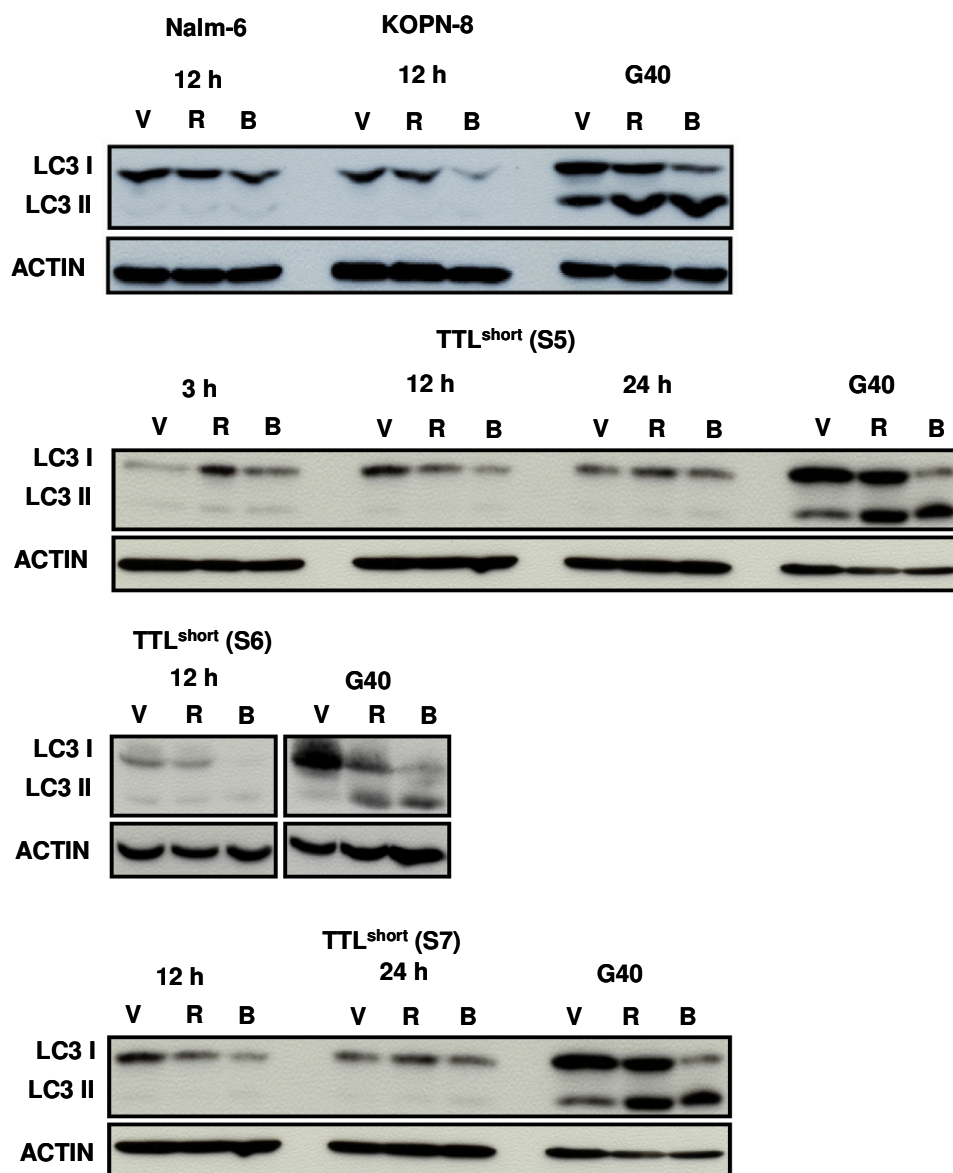 Nalm-6 KOPN-8
12 h 12 h G40
V R B V R B V R B
LC3 I
LC3 II
ACTIN
TTLshort (S5)
3 h 12 h 24 h G40
V R B V R B V R B V R B
LC3 I
LC3 II
ACTIN
TTLshort (S6)
12 h G40
V R B V R B
LC3 I
LC3 II
ACTIN
TTLshort (S7)
12 h 24 h G40
V R B V R B V R B
LC3 I
LC3 II
ACTIN